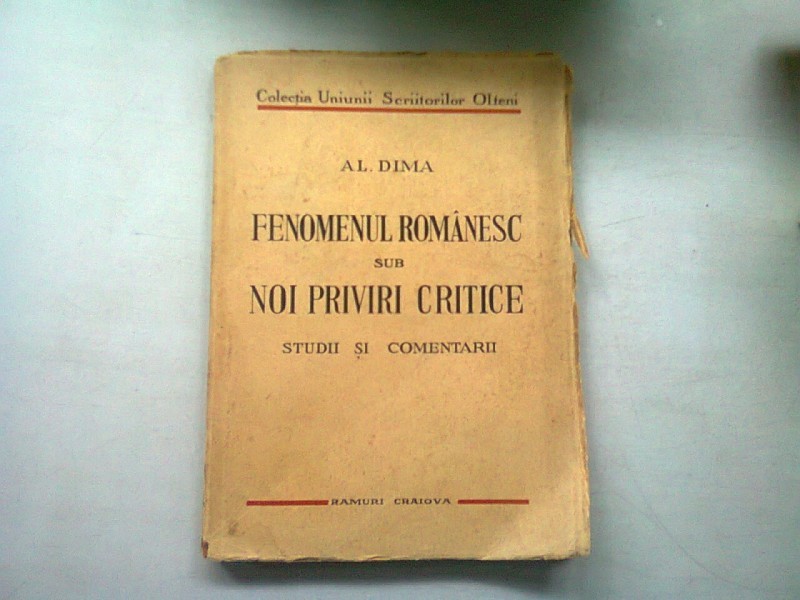 Colecția Uniunii Scriitorilor Olteni
AL. DIMA
FENOMENUL ROMÂNESC
SUB
NOI PRIVIRI CRITICE
STUDII ȘI COMENTARII
RAMURI CRAIOVA